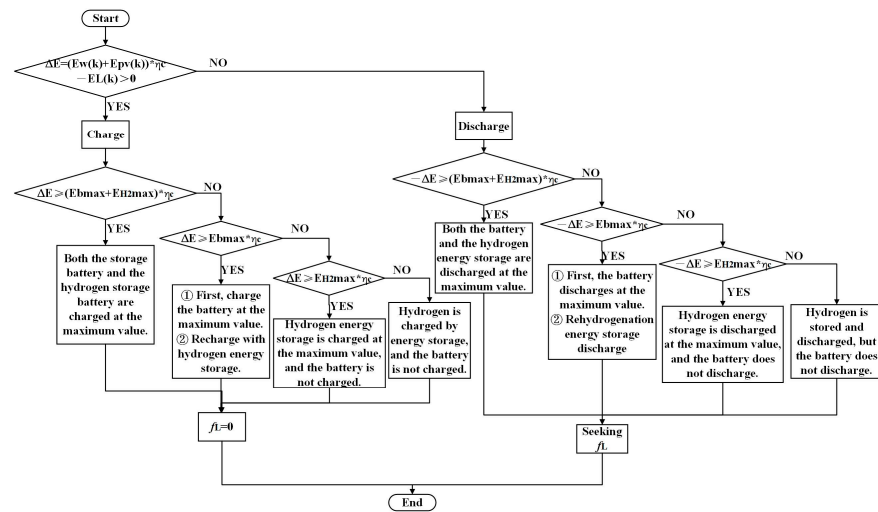 Start
ΔE=(Ew(k)+Epv(k))*ηc
－EL(k)＞0
NO
YES
Charge
Discharge
ΔE≥(Ebmax+EH2max)*ηc
NO
YES
Both the storage
battery and the
hydrogen storage
battery are
charged at the
maximum value.
ΔE≥Ebmax*ηc
NO
YES
① First, charge
the battery at the
maximum value.
② Recharge with
hydrogen energy
storage.
ΔE≥EH2max*ηc
NO
YES
Hydrogen energy
storage is charged at
the maximum value,
and the battery is
not charged.
Hydrogen is
charged by
energy storage,
and the battery
is not charged.
fL=0
－ΔE≥(Ebmax+EH2max)*ηc
NO
YES
Both the battery
and the hydrogen
energy storage are
discharged at the
maximum value.
－ΔE≥Ebmax*ηc
NO
YES
① First, the battery
discharges at the
maximum value.
② Rehydrogenation
energy storage
discharge
－ΔE≥EH2max*ηc
NO
YES
Hydrogen energy
storage is discharged
at the maximum value,
and the battery does
not discharge.
Hydrogen is
stored and
discharged, but
the battery does
not discharge.
Seeking
fL
End